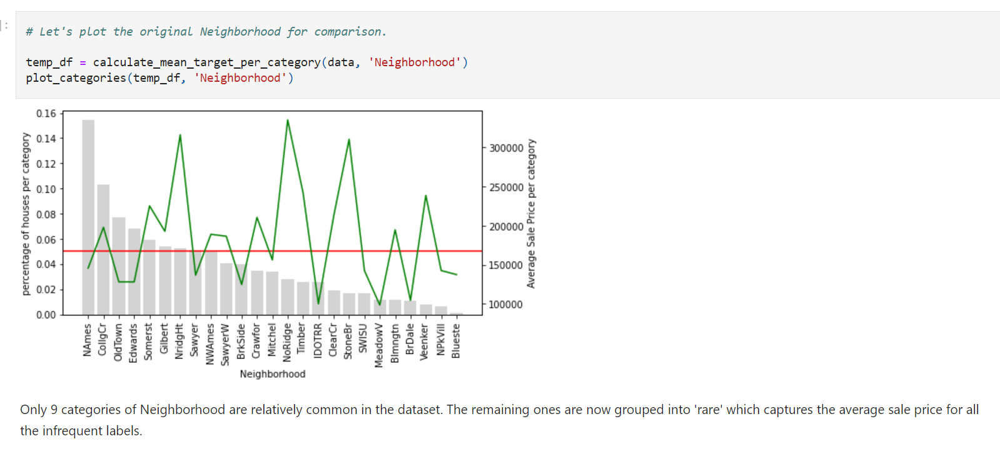 ]:
# Let's plot the original Neighborhood for comparison.
temp_df = calculate_mean_target_per_category(data, 'Neighborhood')
plot_categories(temp_df, 'Neighborhood')
percentage of houses per category
0.16
0.14
0.12
0.10
0.08
0.06
0.04
0.02
0.00
300000
250000
200000
150000
100000
Average Sale Price per category
NAmes
CollgCr
OldTown
Edwards
Somerst
Gilbert
NridgHt
Sawyer
NWAmes
SawyerW
BrkSide
Crawfor
Mitchel
NoRidge
Timber
IDOTRR
ClearCr
StoneBr
SWISU
MeadowV
Blmngtn
BrDale
Veenker
NPkVill
Blueste
Neighborhood
Only 9 categories of Neighborhood are relatively common in the dataset. The remaining ones are now grouped into 'rare' which captures the average sale price for all
the infrequent labels.